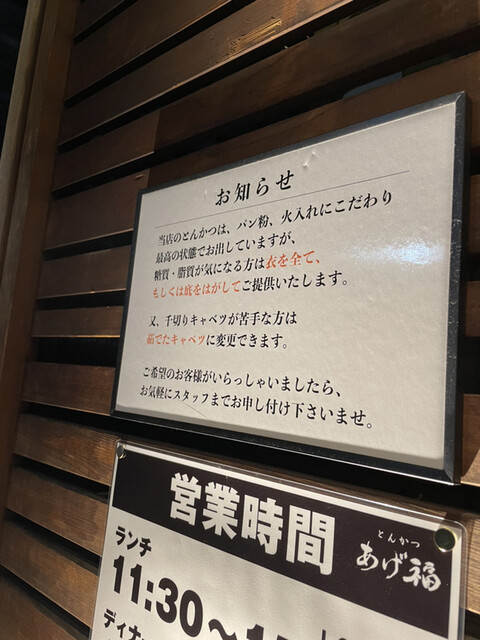 お知らせ
当店のとんかつは、パン粉、火入れにこだわり
最高の状態でお出していますが、
糖質・脂質が気になる方は衣を全て、
もしくは底をはがしてご提供いたします。
又、千切りキャベツが苦手な方は
茹でたキャベツに変更できます。
ご希望のお客様がいらっしゃいましたら、
お気軽にスタッフまでお申し付け下さいませ。
営業時間
とんかつ
あげ福
ランチ
11:30〜1
ディナ